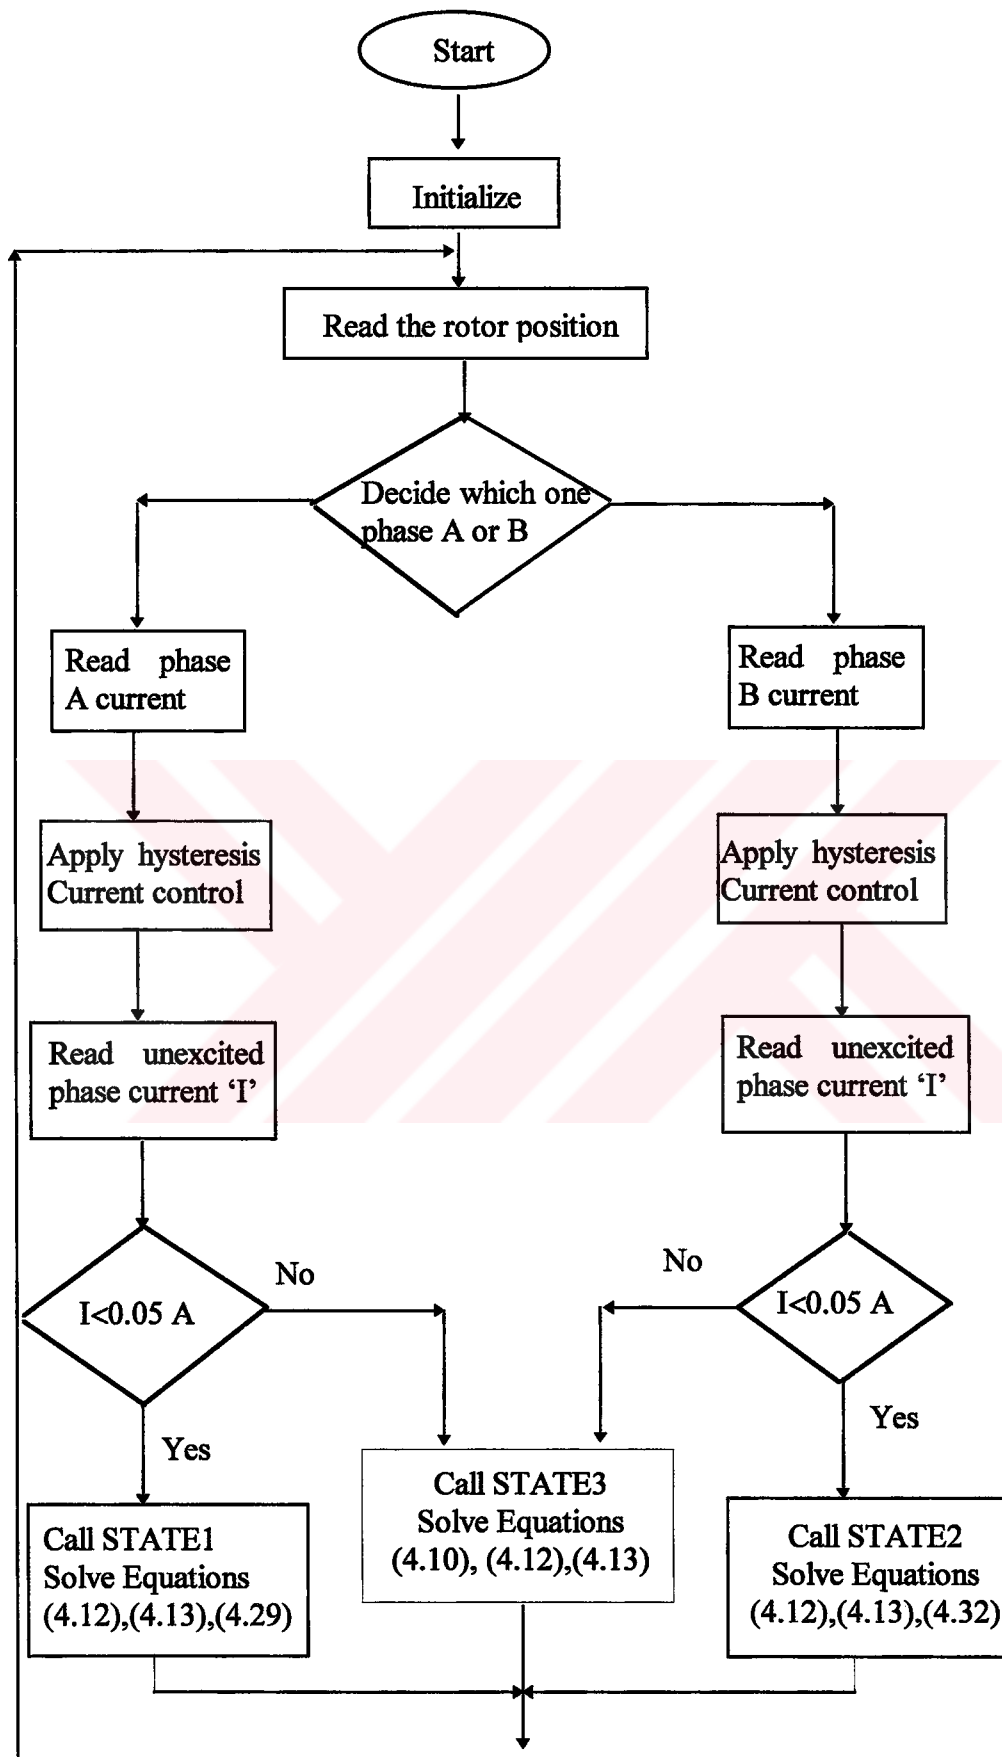 Start
Initialize
Read the rotor position
Decide which one
phase A or B
Read phase
A current
Read phase
B current
Apply hysteresis
Current control
Apply hysteresis
Current control
Read unexcited
phase current ‘I’
Read unexcited
phase current ‘I’
No
No
I<0.05 A
I<0.05 A
Yes
Yes
Call STATE3
Solve Equations
(4.10), (4.12),(4.13)
Call STATE1
Solve Equations
(4.12),(4.13),(4.29)
Call STATE2
Solve Equations
(4.12),(4.13),(4.32)